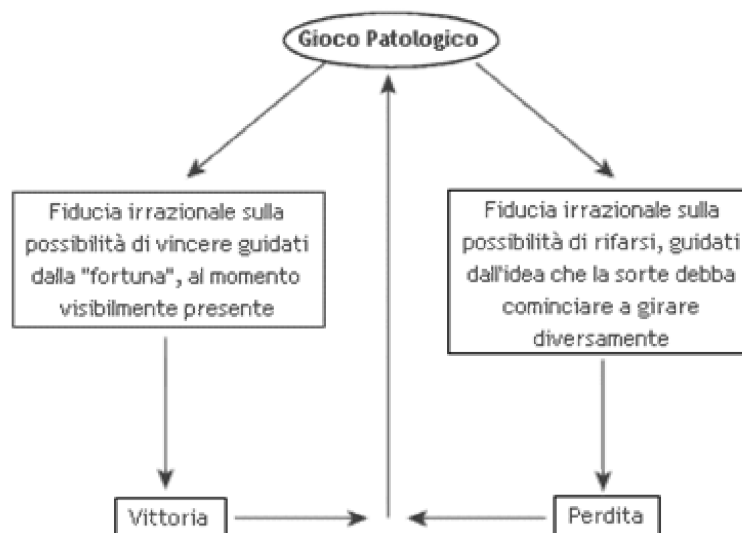 Gioco Patologico
Fiducia irrazionale sulla
possibilità di vincere guidati
dalla "fortuna", al momento
visibilmente presente
Fiducia irrazionale sulla
possibilità di rifarsi, guidati
dall'idea che la sorte debba
cominciare a girare
diversamente
Vittoria
Perdita